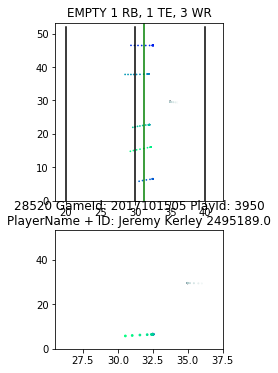 EMPTY 1 RB, 1 TE, 3 WR
50
40
30
20
10
0
20 25 30 35 40
28520 GameId: 2017101505 PlayId: 3950
PlayerName + ID: Jeremy Kerley 2495189.0
40
20
0
27.5 30.0 32.5 35.0 37.5